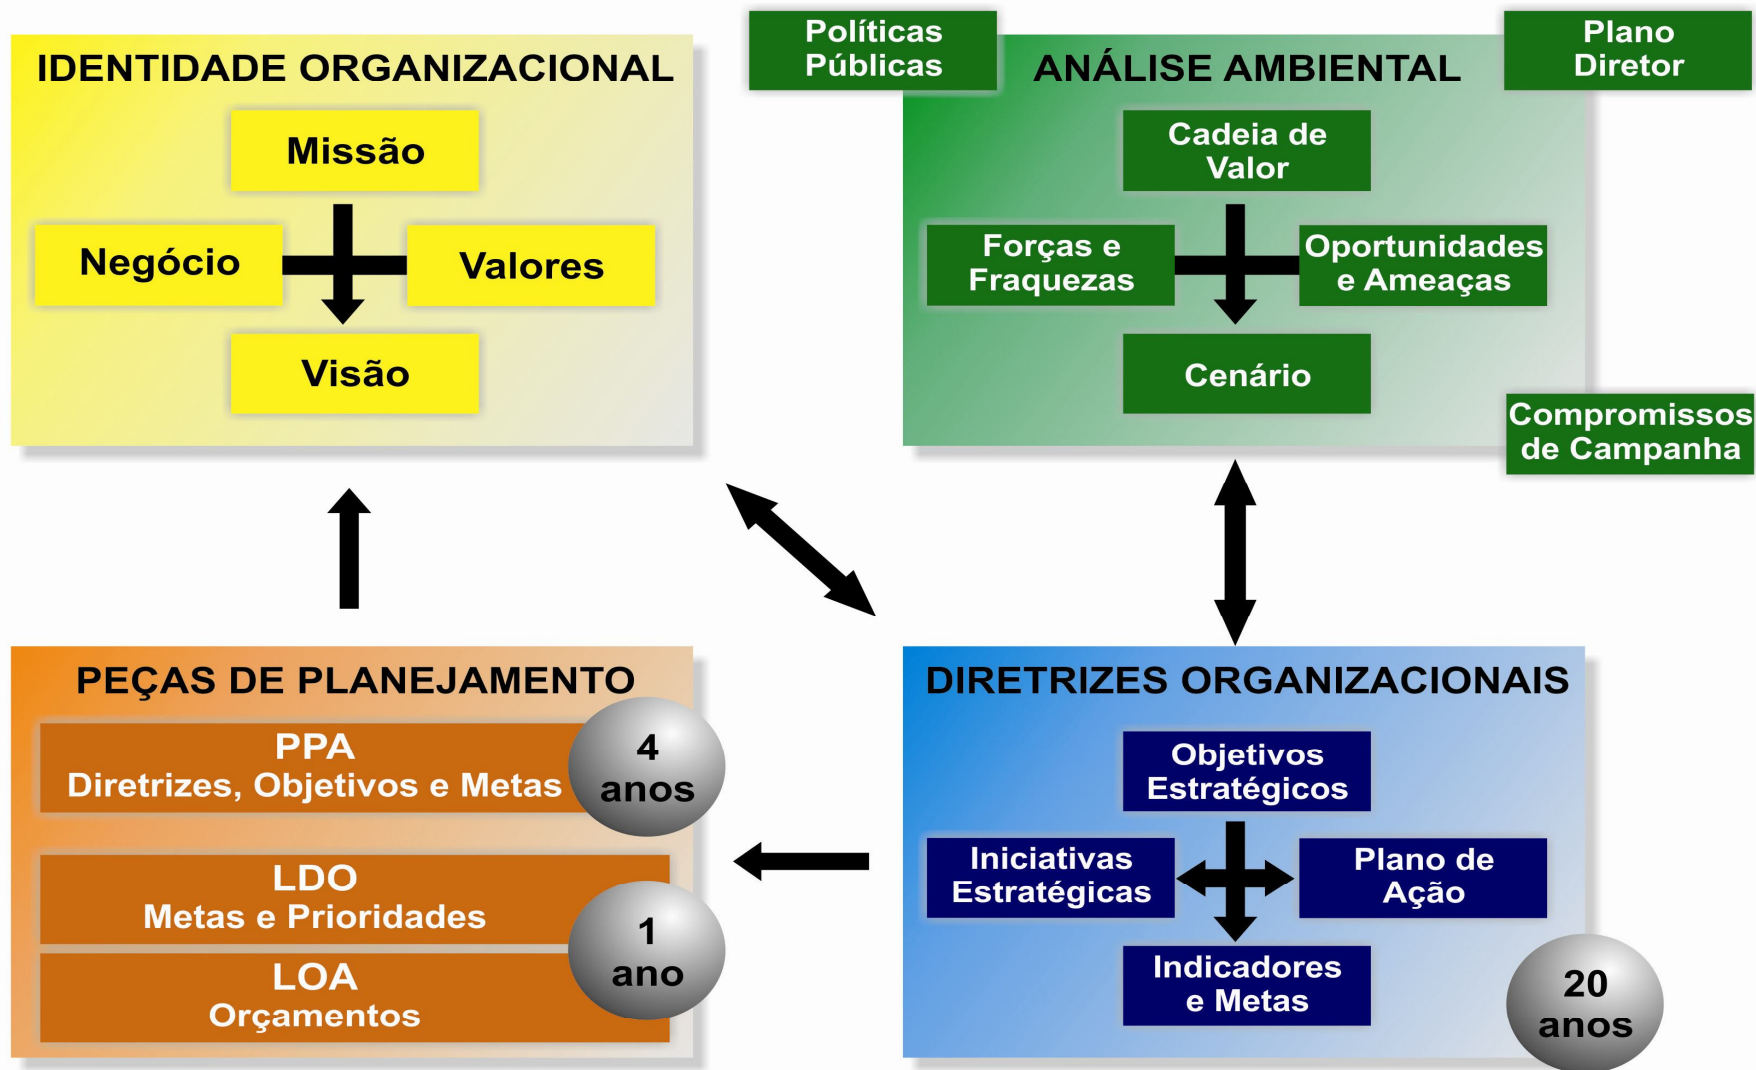 IDENTIDADE ORGANIZACIONAL
Missão
Negócio
Valores
Visão
Políticas
Públicas
ANÁLISE AMBIENTAL
Plano
Diretor
Cadeia de
Valor
Forças e
Fraquezas
Oportunidades
e Ameaças
Cenário
Compromissos
de Campanha
PEÇAS DE PLANEJAMENTO
PPA
Diretrizes, Objetivos e Metas
4
anos
LDO
Metas e Prioridades
1
ano
LOA
Orçamentos
DIRETRIZES ORGANIZACIONAIS
Objetivos
Estratégicos
Iniciativas
Estratégicas
Plano de
Ação
Indicadores
e Metas
20
anos